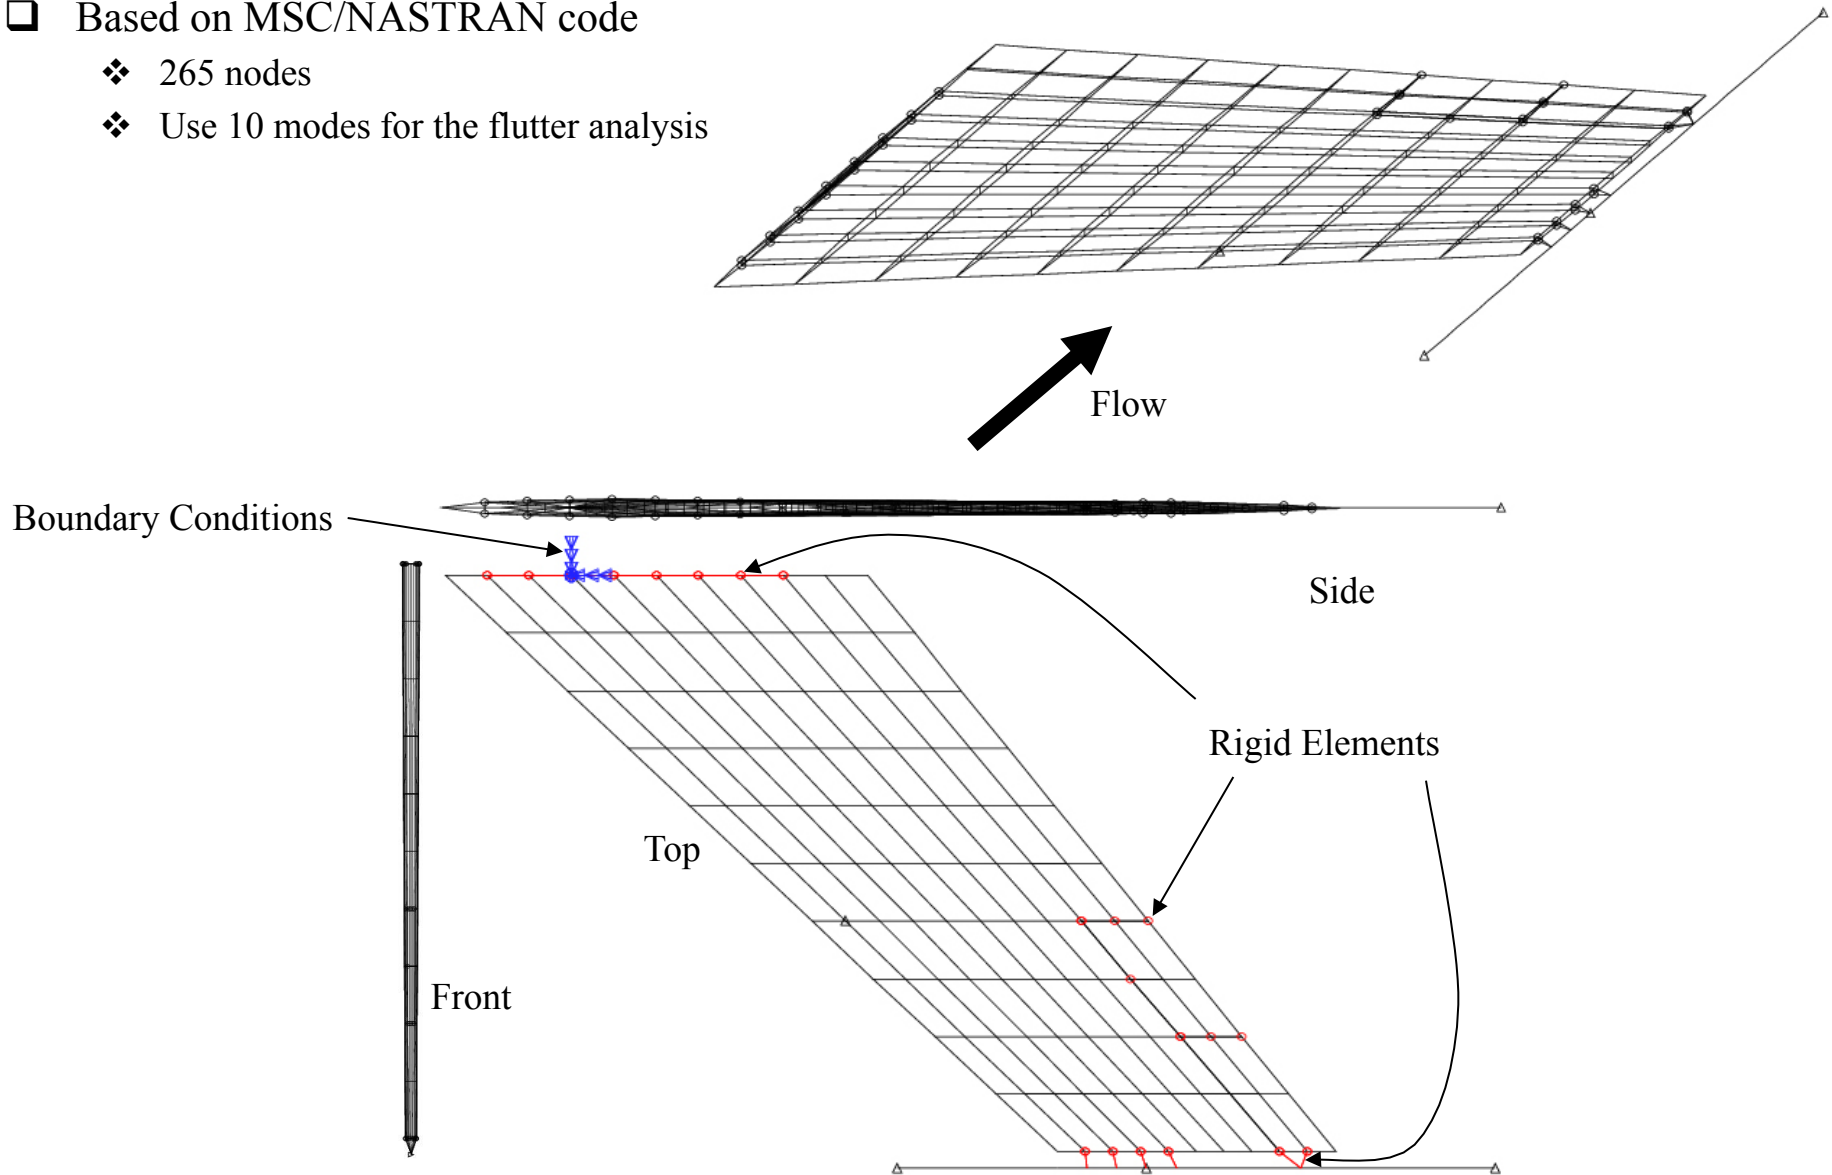 Based on MSC/NASTRAN code
265 nodes
Use 10 modes for the flutter analysis
Flow
Boundary Conditions
Side
Rigid Elements
Top
Front